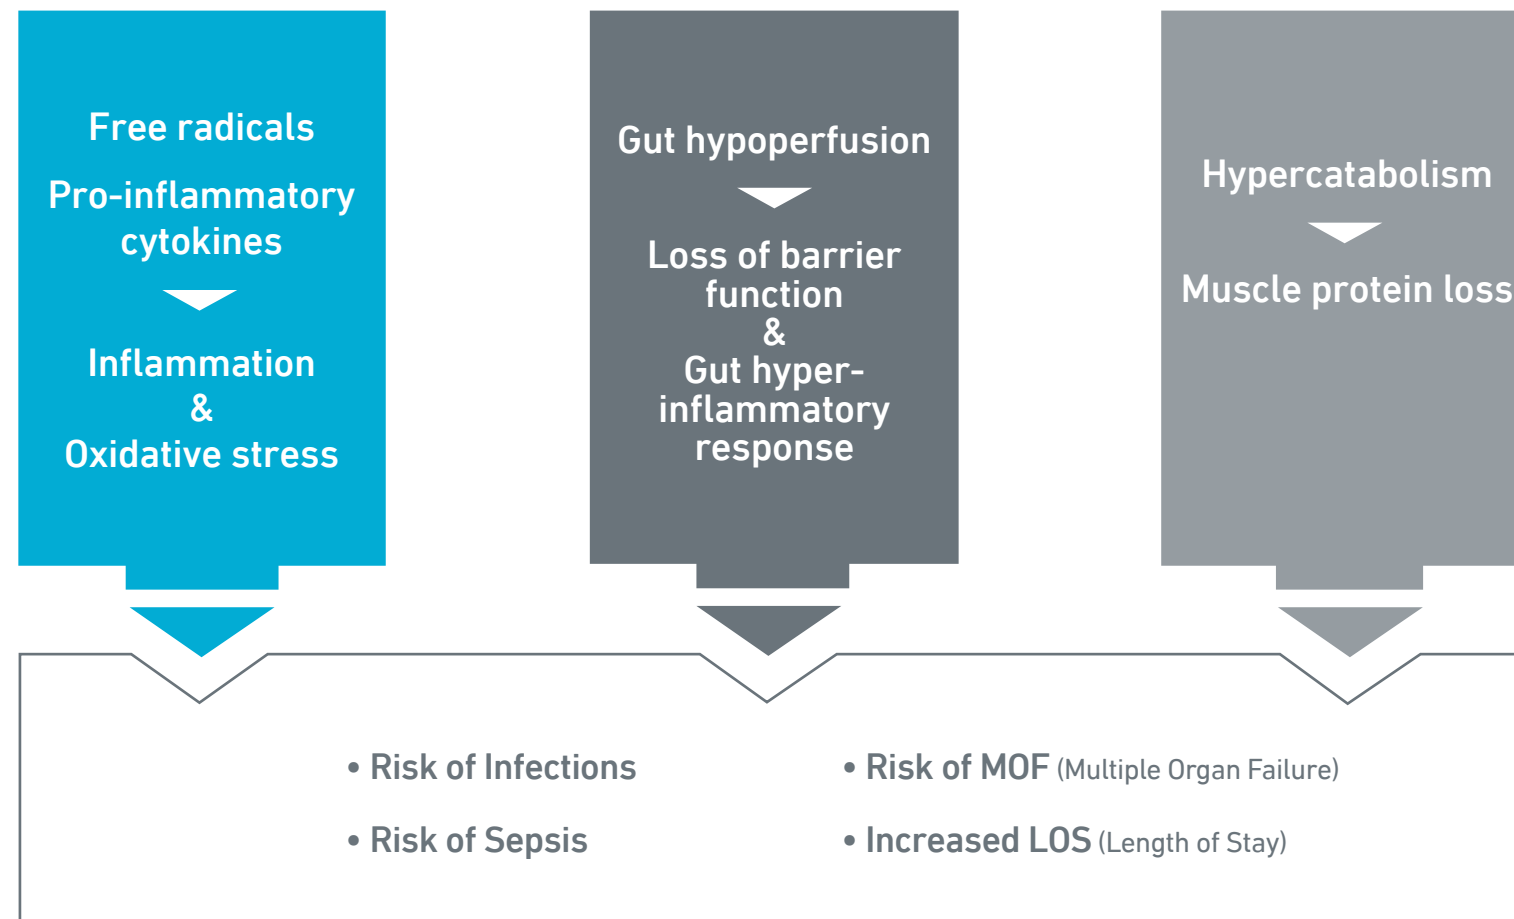 Free radicals
Pro-inflammatory
cytokines
Inflammation
&
Oxidative stress
Gut hypoperfusion
Loss of barrier
function
&
Gut hyper-
inflammatory
response
Hypercatabolism
Muscle protein loss
• Risk of Infections
• Risk of Sepsis
• Risk of MOF (Multiple Organ Failure)
• Increased LOS (Length of Stay)